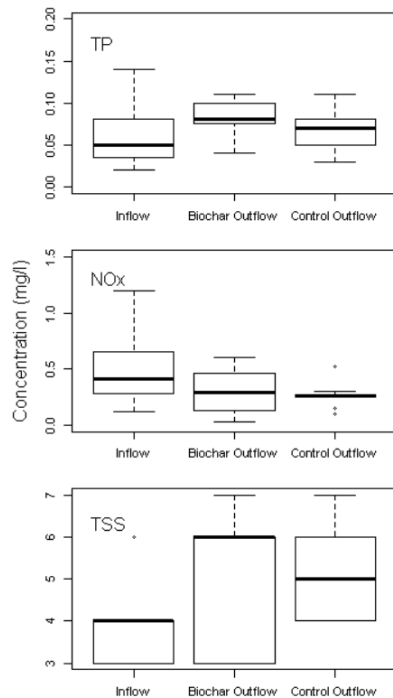 TP
0.20
0.15
0.10
0.05
0.00
Inflow Biochar Outflow Control Outflow
Concentration (mg/l)
NOx
1.5
1.0
0.5
0.0
Inflow Biochar Outflow Control Outflow
TSS
7
6
5
4
3
Inflow Biochar Outflow Control Outflow